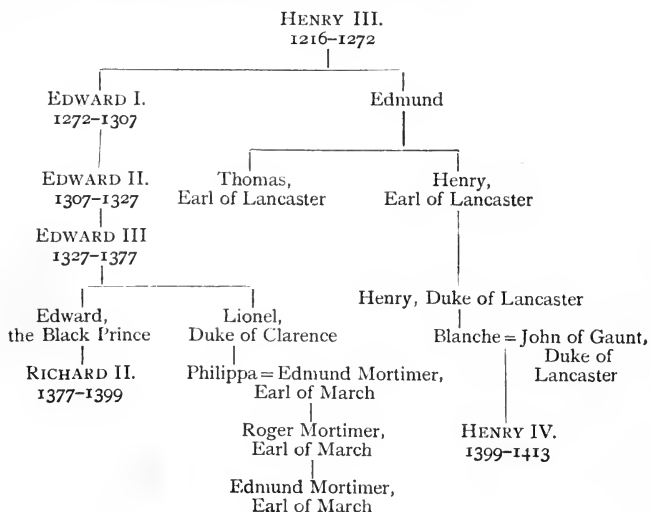 HENRY III.
1216–1272
EDWARD I.
1272–1307
Edmund
EDWARD II.
1307–1327
Thomas,
Earl of Lancaster
Henry,
Earl of Lancaster
EDWARD III
1327–1377
Edward,
the Black Prince
Lionel,
Duke of Clarence
Henry, Duke of Lancaster
Blanche = John of Gaunt,
Duke of
Lancaster
RICHARD II.
1377–1399
Philippa = Edmund Mortimer,
Earl of March
Roger Mortimer,
Earl of March
HENRY IV.
1399–1413
Edmund Mortimer,
Earl of March